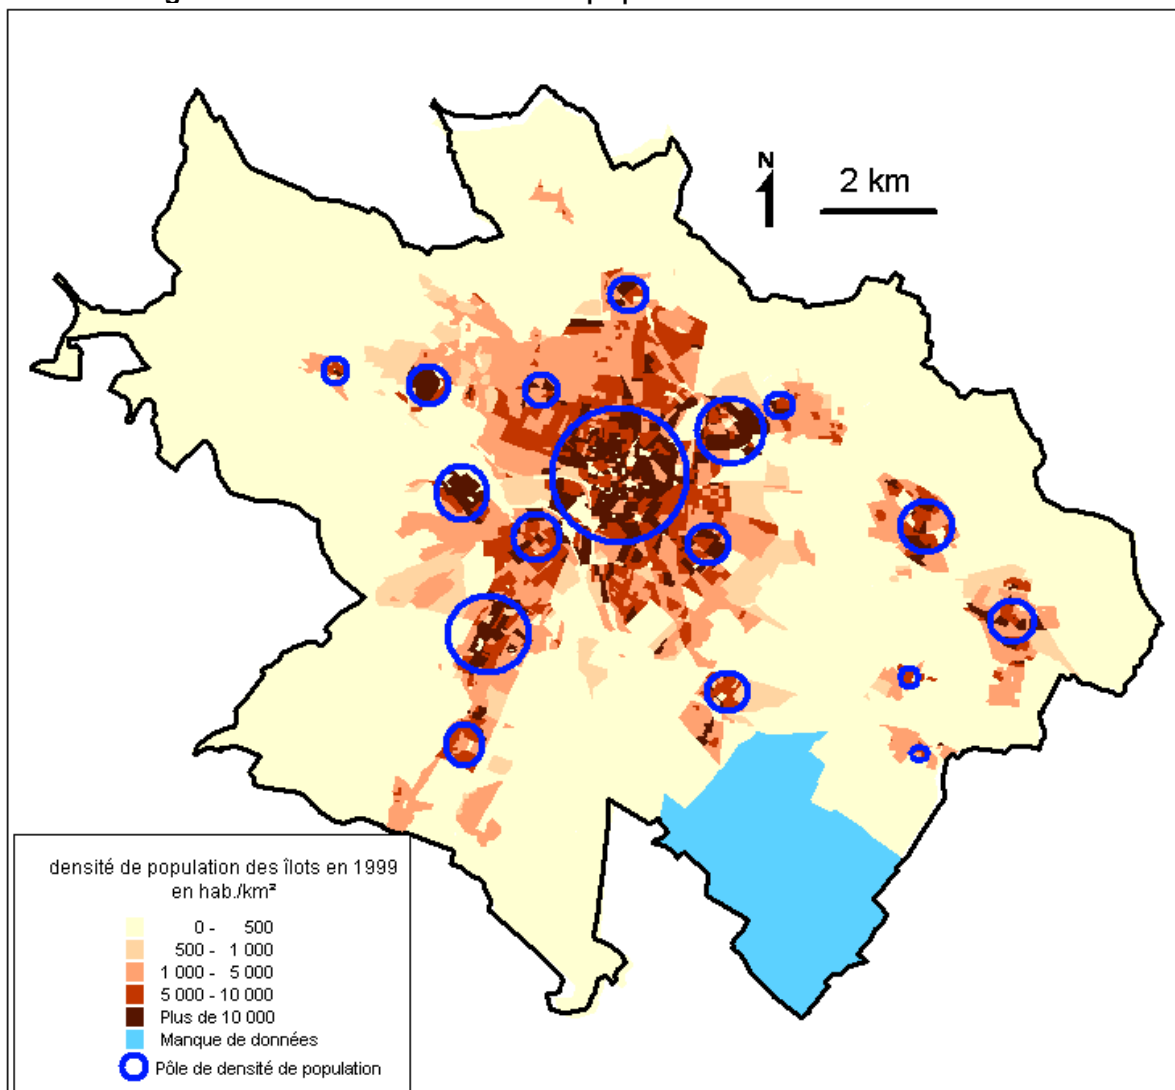 N
2 km
densité de population des îlots en 1999
en hab./km²
0 - 500
500 - 1 000
1 000 - 5 000
5 000 - 10 000
Plus de 10 000
Manque de données
Pôle de densité de population